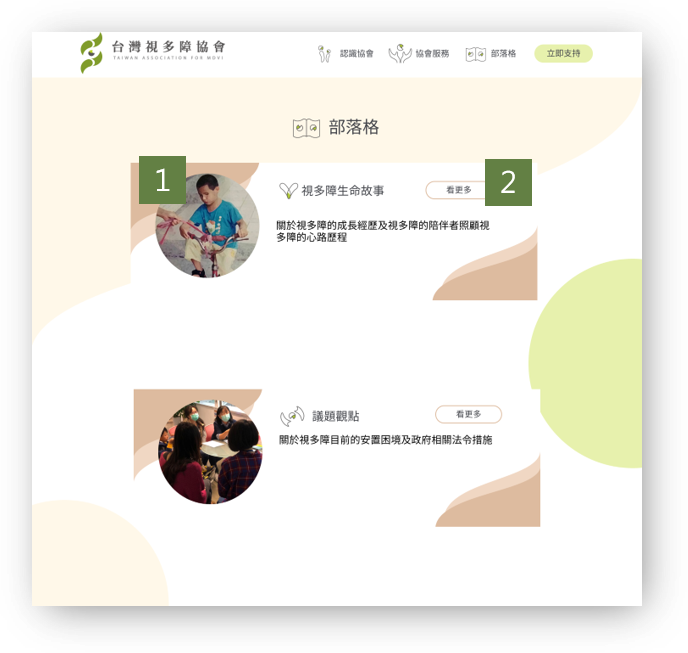 台灣視多障協會
TAIWAN ASSOCIATION FOR MDVI
認識協會
協會服務
部落格
立即支持
部落格
1
視多障生命故事
看更多
2
關於視多障的成長經歷及視多障的陪伴者照顧視
多障的心路歷程
議題觀點
看更多
關於視多障目前的安置困境及政府相關法令措施